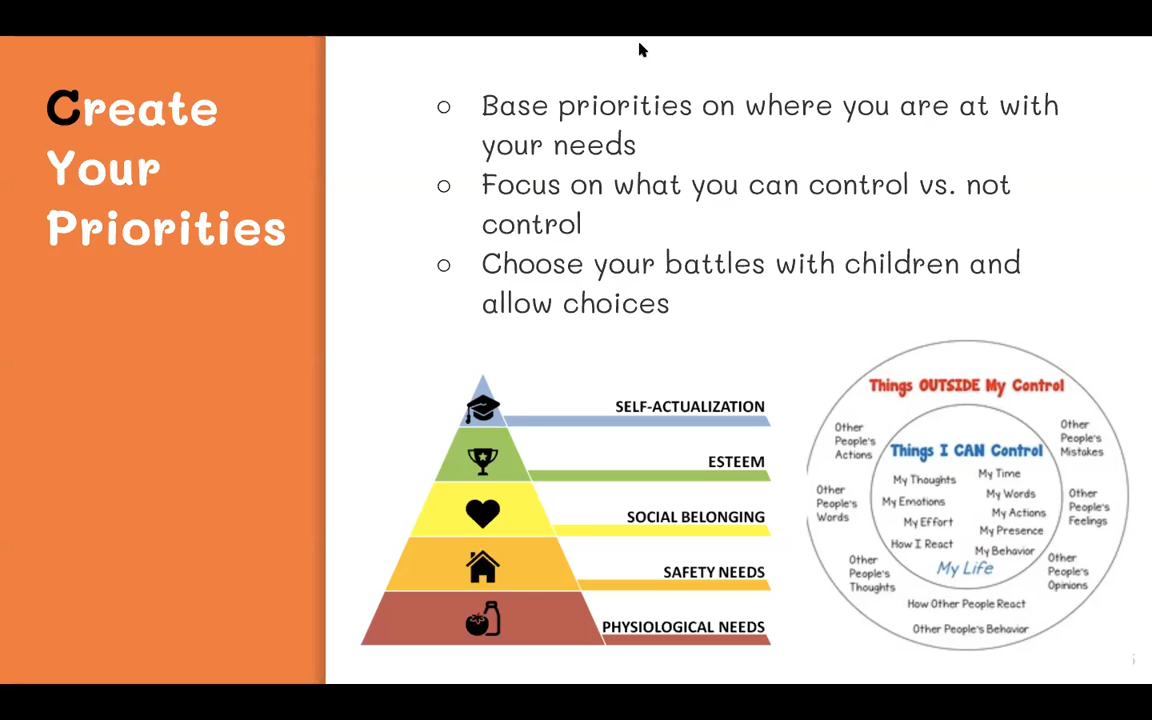 Create
Your
Priorities
○ Base priorities on where you are at with
your needs
○ Focus on what you can control vs. not
control
○ Choose your battles with children and
allow choices
SELF-ACTUALIZATION
ESTEEM
SOCIAL BELONGING
SAFETY NEEDS
PHYSIOLOGICAL NEEDS
Things OUTSIDE My Control
Other
People's
Actions
Other
People's
Mistakes
Other
People's
Words
Other
People's
Feelings
Other
People's
Thoughts
Other
People's
Opinions
How Other People React
Other People's Behavior
Things I CAN Control
My Thoughts
My Time
My Emotions
My Words
My Effort
My Actions
My Presence
How I React
My Behavior
My Life